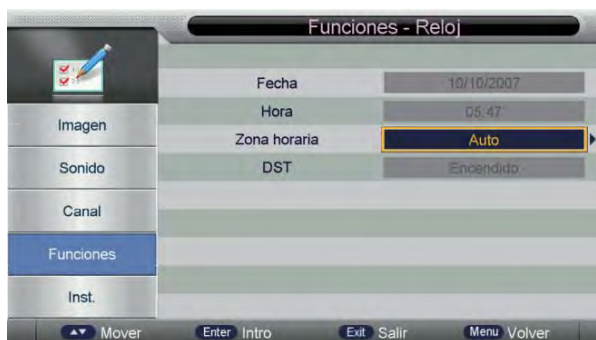 Funciones - Reloj
Imagen
Sonido
Canal
Funciones
Inst.
Fecha 10/10/2007
Hora 05:47
Zona horaria Auto
DST Encendido
Mover Enter Intro Exit Salir Menu Volver